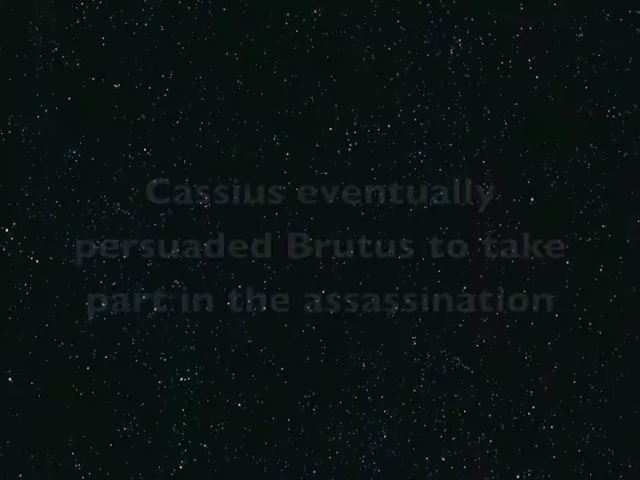 Cassius eventually
persuaded Brutus to take
part in the assassination